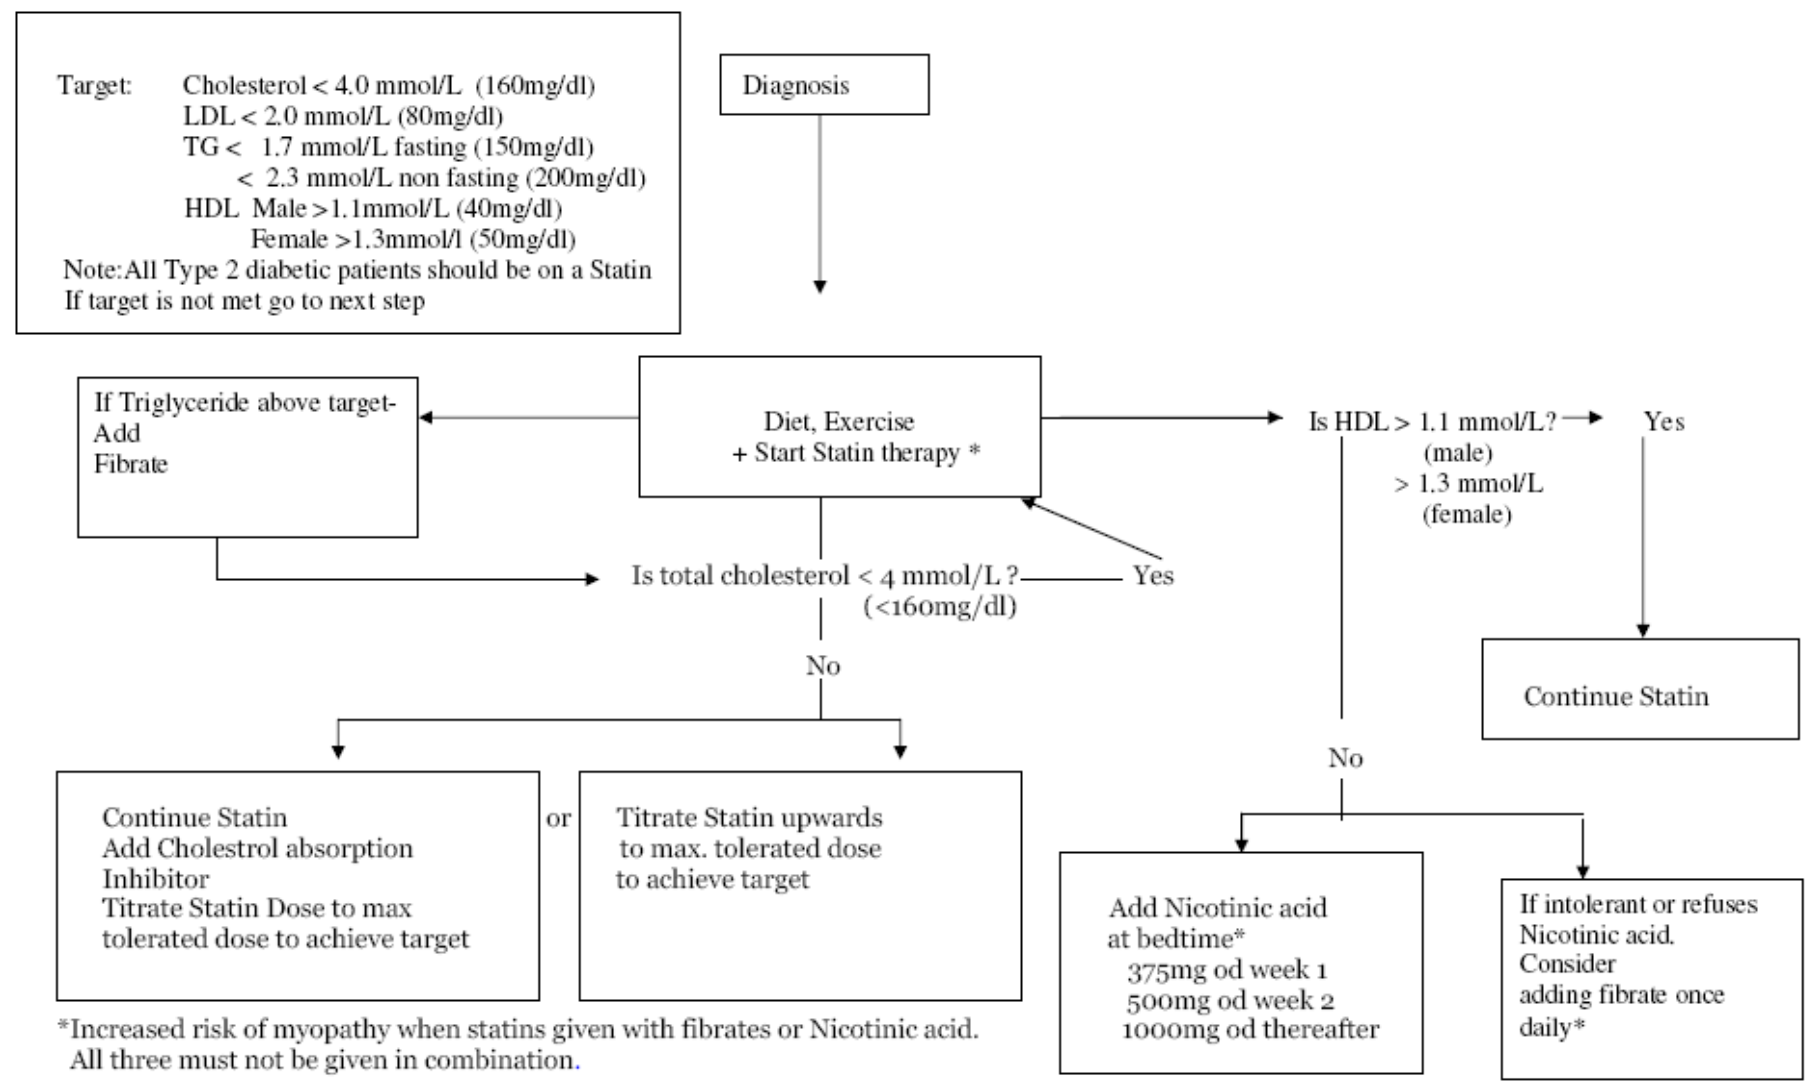 Target: Cholesterol < 4.0 mmol/L (160mg/dl)
LDL < 2.0 mmol/L (80mg/dl)
TG < 1.7 mmol/L fasting (150mg/dl)
< 2.3 mmol/L non fasting (200mg/dl)
HDL Male >1.1mmol/L (40mg/dl)
Female >1.3mmol/l (50mg/dl)
Note:All Type 2 diabetic patients should be on a Statin
If target is not met go to next step
Diagnosis
If Triglyceride above target-
Add
Fibrate
Diet, Exercise
+ Start Statin therapy *
Is HDL > 1.1 mmol/L?
(male)
> 1.3 mmol/L
(female)
Yes
Is total cholesterol < 4 mmol/L ?
(<160mg/dl)
Yes
No
Continue Statin
No
Continue Statin
Add Cholestrol absorption
Inhibitor
Titrate Statin Dose to max
tolerated dose to achieve target
or
Titrate Statin upwards
to max. tolerated dose
to achieve target
Add Nicotinic acid
at bedtime*
375mg od week 1
500mg od week 2
1000mg od thereafter
If intolerant or refuses
Nicotinic acid.
Consider
adding fibrate once
daily*
*Increased risk of myopathy when statins given with fibrates or Nicotinic acid.
All three must not be given in combination.